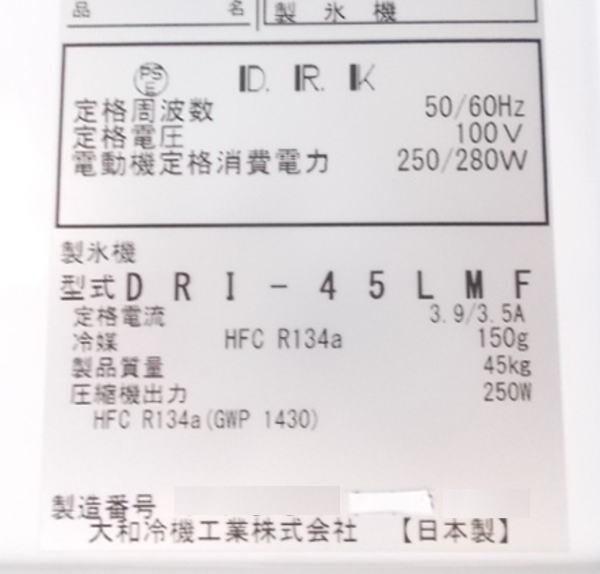 品 名 製 氷 機
PSE D. R. K
定格周波数 50/60Hz
定格電圧 100V
電動機定格消費電力 250/280W
製氷機
型式 DRI-45LMF
定格電流 3.9/3.5A
冷媒 HFC R134a 150g
製品質量 45kg
圧縮機出力 250W
HFC R134a(GWP 1430)
製造番号
大和冷機工業株式会社 【日本製】